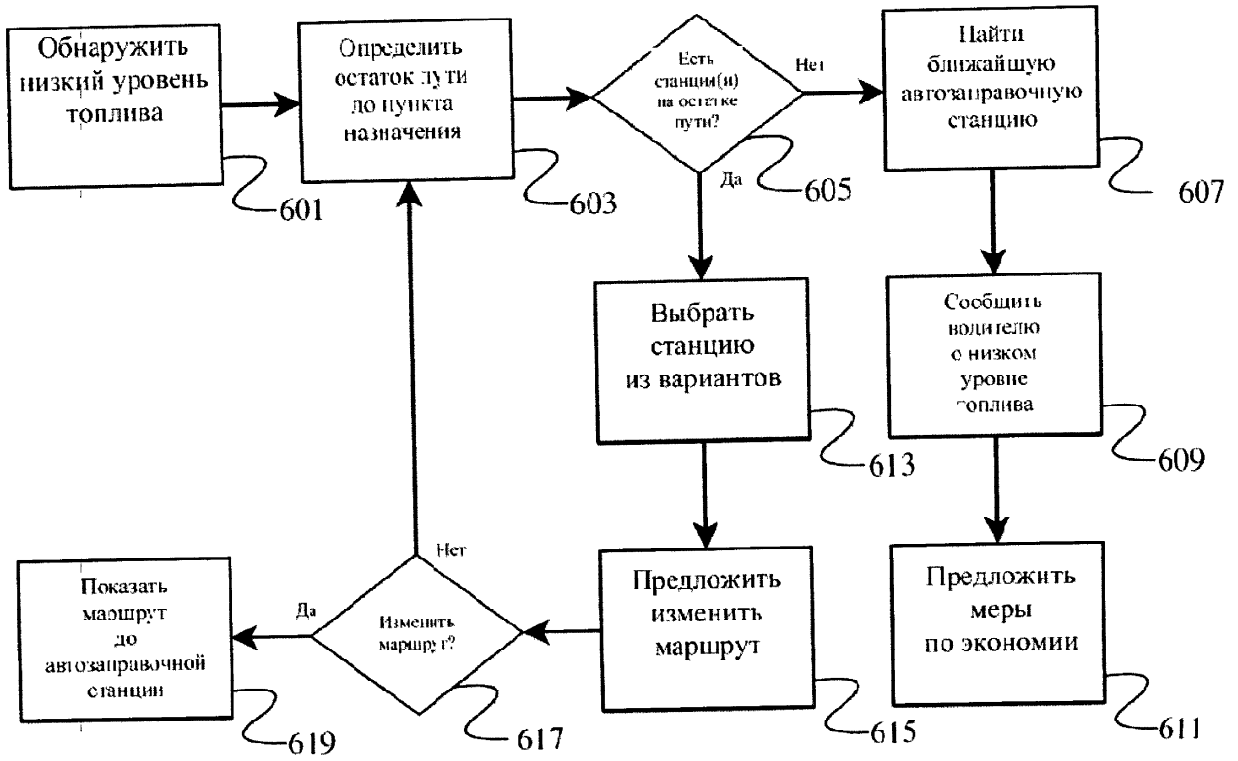 Обнаружить
низкий уровень
топлива
601
Определить
остаток пути
до пункта
назначения
603
Есть
станция(и)
на остатке
пути?
605
Нет
Да
Найти
ближайшую
автозаправочную
станцию
607
Сообщить
водителю
о низком
уровне
топлива
609
Предложить
меры
по экономии
611
Выбрать
станцию
из вариантов
613
Предложить
изменить
маршрут
615
Изменить
маршрут?
617
Нет
Да
Показать
маршрут
до
автозаправочной
станции
619